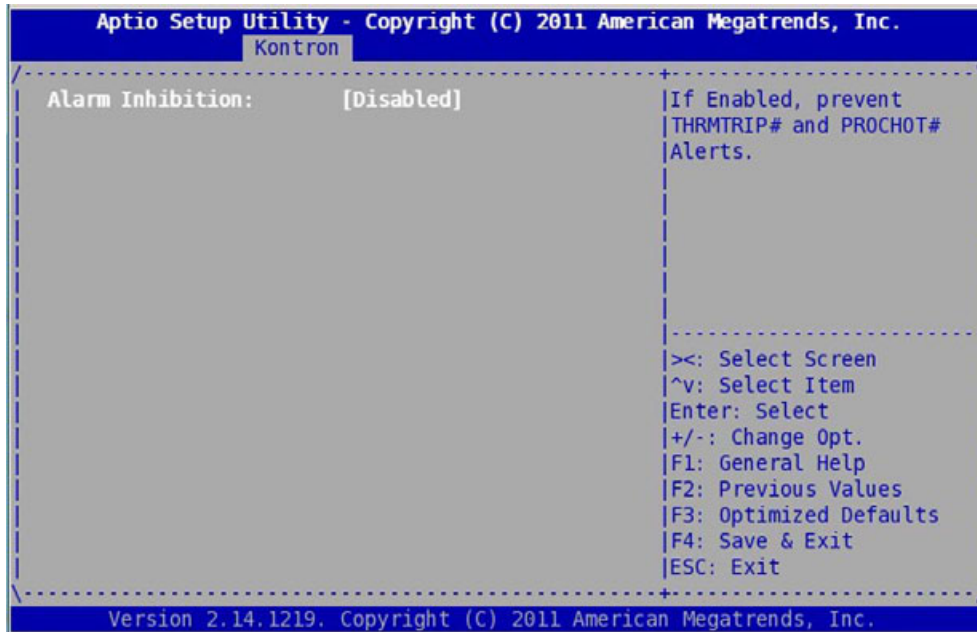 Aptio Setup Utility - Copyright (C) 2011 American Megatrends, Inc.
Kontron
Alarm Inhibition: [Disabled]
If Enabled, prevent
THRMTRIP# and PROCHOT#
Alerts.
><: Select Screen
^v: Select Item
Enter: Select
+/-: Change Opt.
F1: General Help
F2: Previous Values
F3: Optimized Defaults
F4: Save & Exit
ESC: Exit
Version 2.14.1219. Copyright (C) 2011 American Megatrends, Inc.